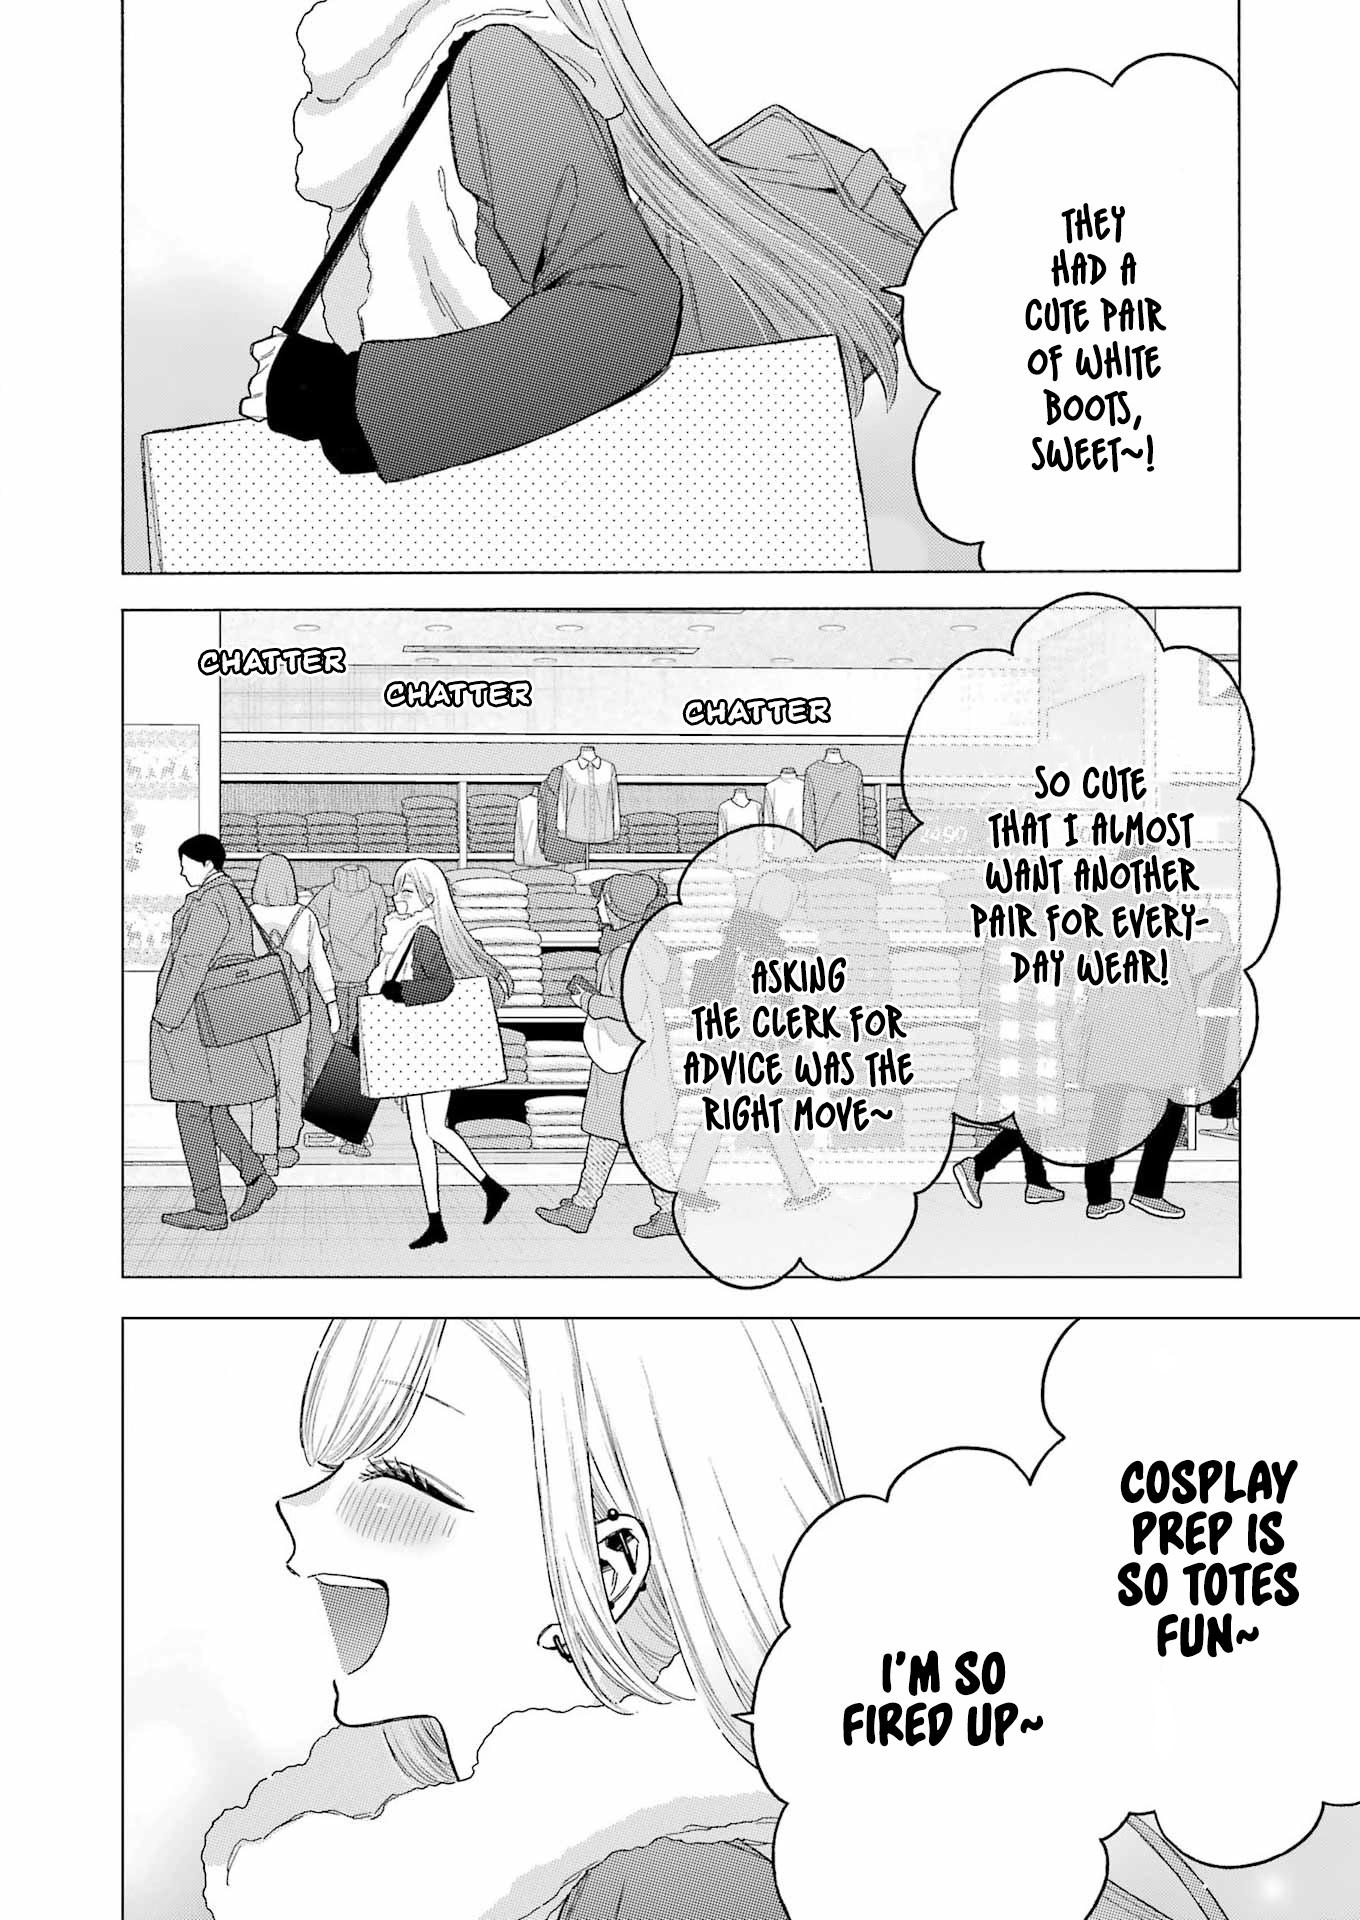 THEY
HAD A
CUTE PAIR
OF WHITE
BOOTS,
SWEET~!
CHATTER
CHATTER
CHATTER
SO CUTE
THAT I ALMOST
WANT ANOTHER
PAIR FOR EVERY-
DAY WEAR!
ASKING
THE CLERK FOR
ADVICE WAS THE
RIGHT MOVE~
COSPLAY
PREP IS
SO TOTES
FUN~
I'M SO
FIRED UP~